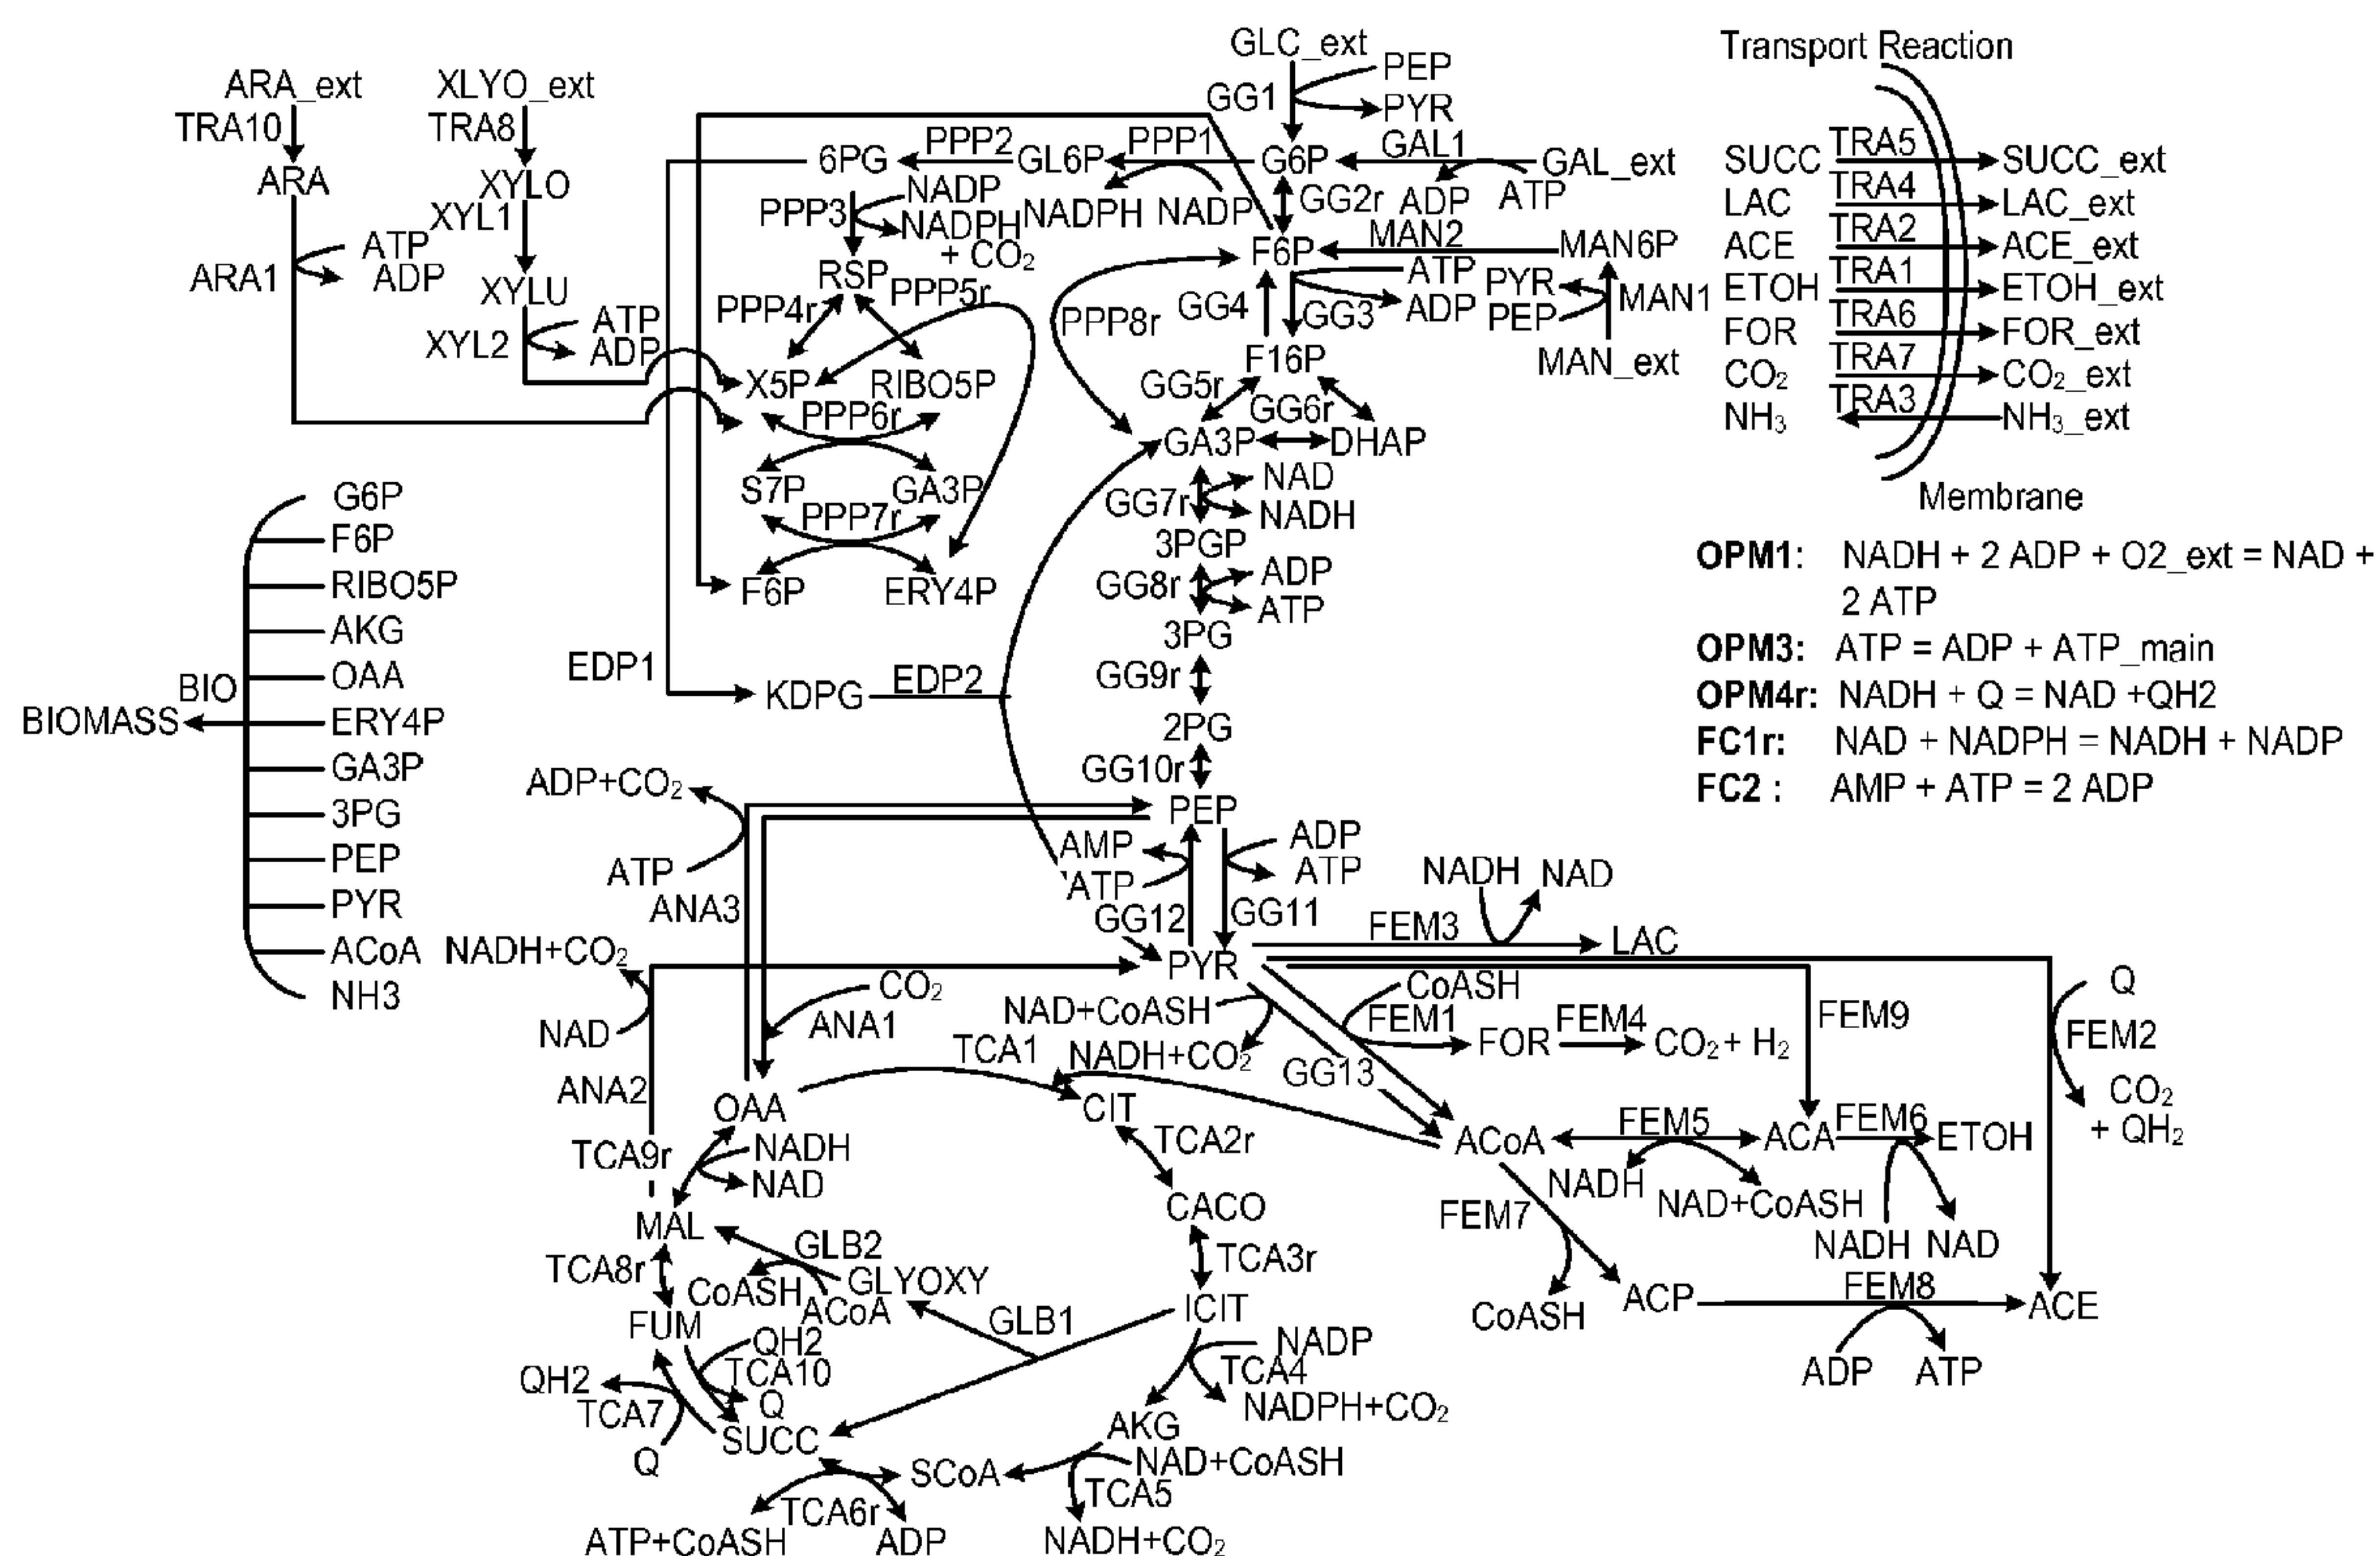 GLC_ext
PEP
GG1
PYR
Transport Reaction
ARA_ext
XLYO_ext
TRA10
TRA8
ARA
XYLO
XYL1
ATP
ADP
ARA1
XYLU
ATP
ADP
XYL2
6PG
PPP2
GL6P
PPP1
G6P
GAL1
GAL_ext
NADP
NADPH
+ CO₂
PPP3
NADPH
NADP
GG2r
ADP
ATP
RSP
PPP5r
PPP4r
F6P
MAN2
MAN6P
PPP8r
GG4
GG3
ATP
ADP
PYR
PEP
MAN1
MAN_ext
X5P
RIBO5P
PPP6r
S7P
GA3P
PPP7r
F6P
ERY4P
F16P
GG5r
GG6r
GA3P
DHAP
SUCC TRA5 SUCC_ext
LAC TRA4 LAC_ext
ACE TRA2 ACE_ext
ETOH TRA1 ETOH_ext
FOR TRA6 FOR_ext
CO₂ TRA7 CO₂_ext
NH₃ TRA3 NH₃_ext
Membrane
NAD
GG7r
NADH
3PGP
ADP
GG8r
ATP
3PG
GG9r
2PG
GG10r
PEP
OPM1: NADH + 2 ADP + O2_ext = NAD +
2 ATP
OPM3: ATP = ADP + ATP_main
OPM4r: NADH + Q = NAD +QH2
FC1r: NAD + NADPH = NADH + NADP
FC2 : AMP + ATP = 2 ADP
G6P
F6P
RIBO5P
AKG
OAA
BIO
BIOMASS
ERY4P
GA3P
3PG
PEP
PYR
ACoA
NH3
EDP1
KDPG
EDP2
ADP+CO₂
ATP
ANA3
AMP
ATP
GG12
ADP
ATP
GG11
PYR
NADH+CO₂
NAD
ANA2
CO₂
ANA1
NADH
NAD
FEM3
LAC
NAD+CoASH
NADH+CO₂
GG13
CoASH
FEM1
FOR
FEM4
CO₂+ H₂
FEM9
Q
FEM2
CO₂
+ QH₂
TCA1
OAA
CIT
TCA9r
NADH
NAD
TCA2r
ACoA
FEM5
ACA
FEM6
ETOH
NADH
NAD+CoASH
NADH
NAD
MAL
CACO
FEM7
TCA8r
GLB2
CoASH
GLYOXY
ACoA
TCA3r
CoASH
ACP
FEM8
ACE
ADP
ATP
FUM
GLB1
ICIT
QH2
TCA10
Q
NADP
TCA4
NADPH+CO₂
QH2
TCA7
Q
SUCC
AKG
SCoA
NAD+CoASH
TCA5
TCA6r
ATP+CoASH
ADP
NADH+CO₂